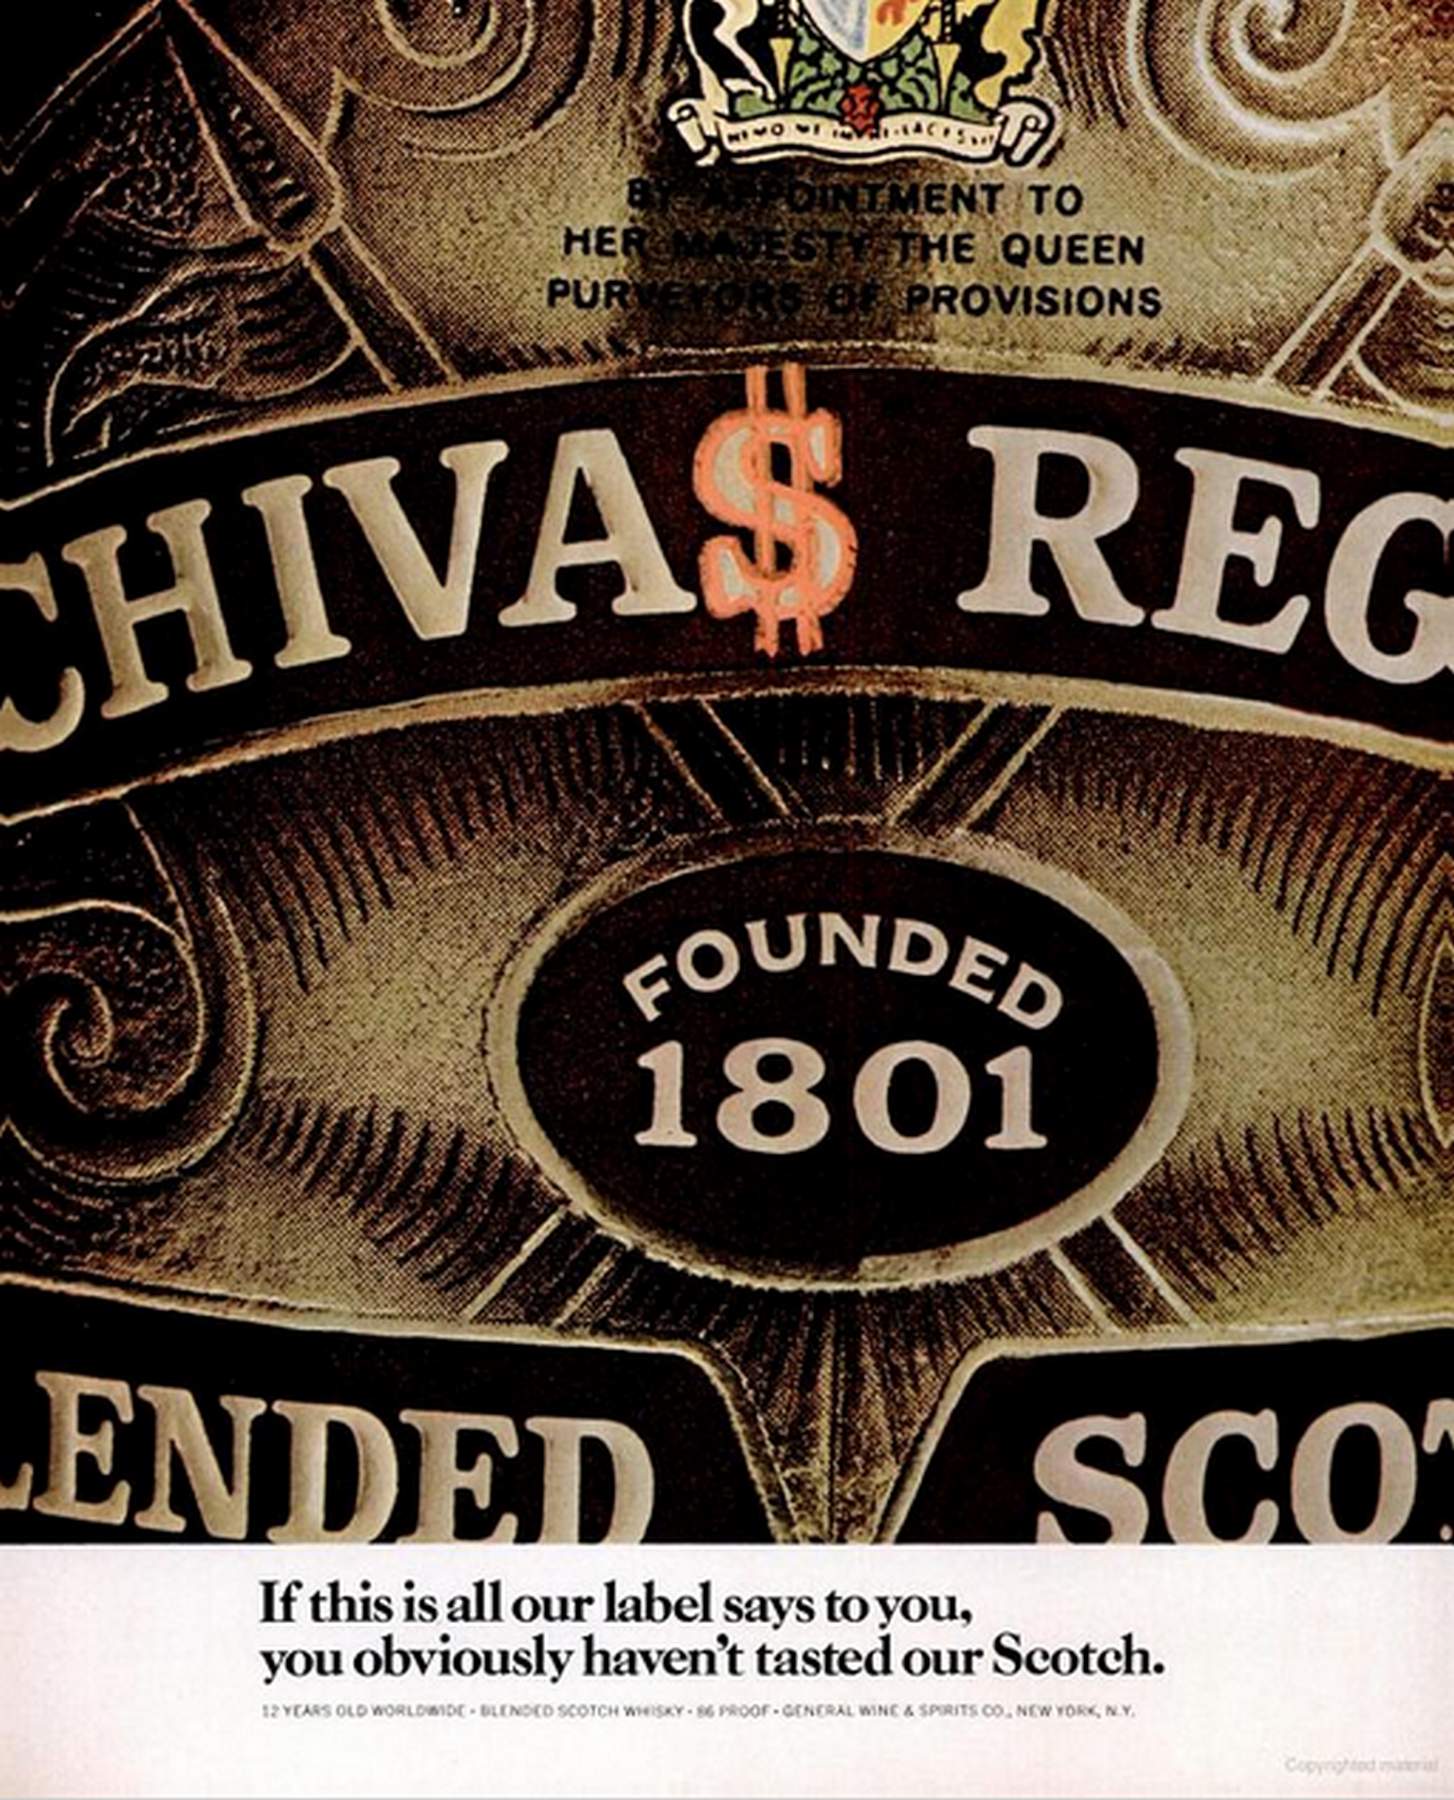 NEMO ME IMPUNE LACESSIT
BY APPOINTMENT TO
HER MAJESTY THE QUEEN
PURVEYORS OF PROVISIONS
CHIVA$ REG
FOUNDED
1801
LENDED SCOT
If this is all our label says to you,
you obviously haven't tasted our Scotch.
12 YEARS OLD WORLDWIDE • BLENDED SCOTCH WHISKY • 86 PROOF • GENERAL WINE & SPIRITS CO., NEW YORK, N.Y.
Copyrighted material